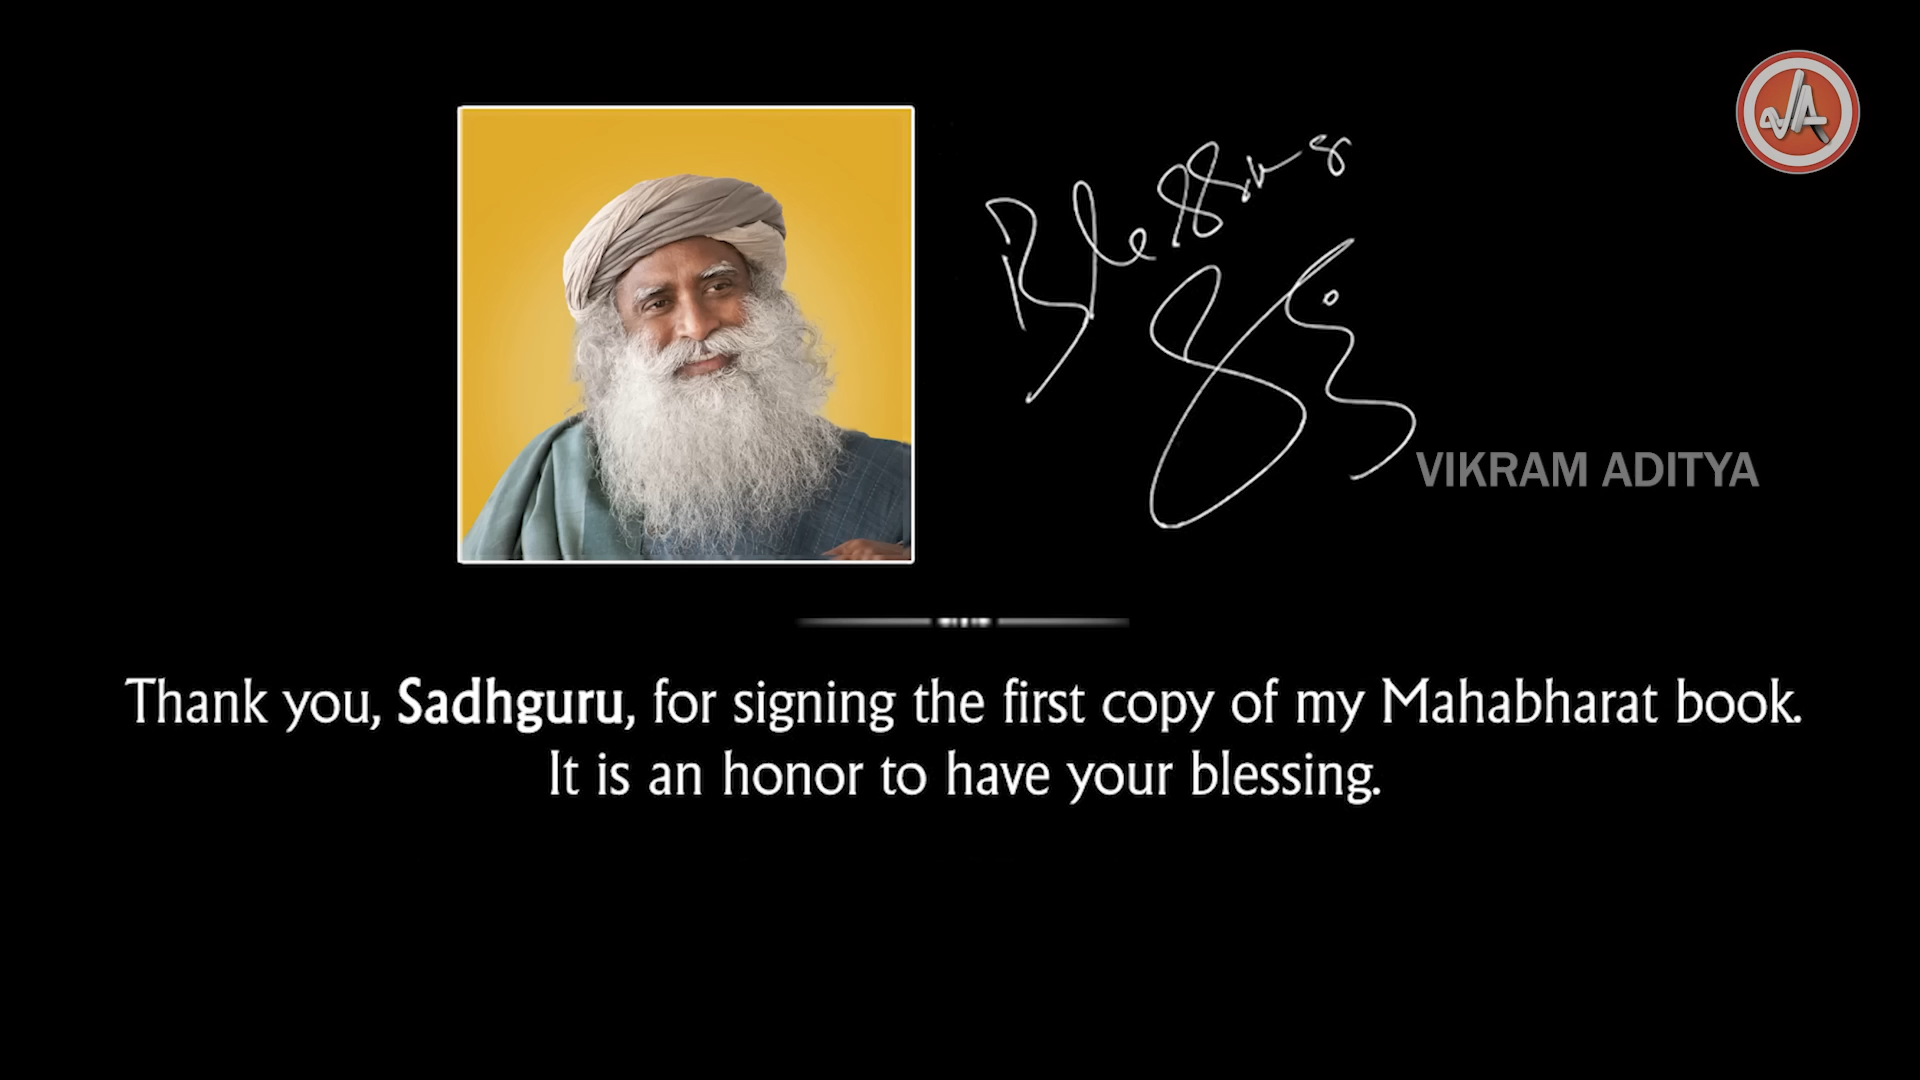 Blessings
VIKRAM ADITYA
Thank you, Sadhguru, for signing the first copy of my Mahabharat book.
It is an honor to have your blessing.